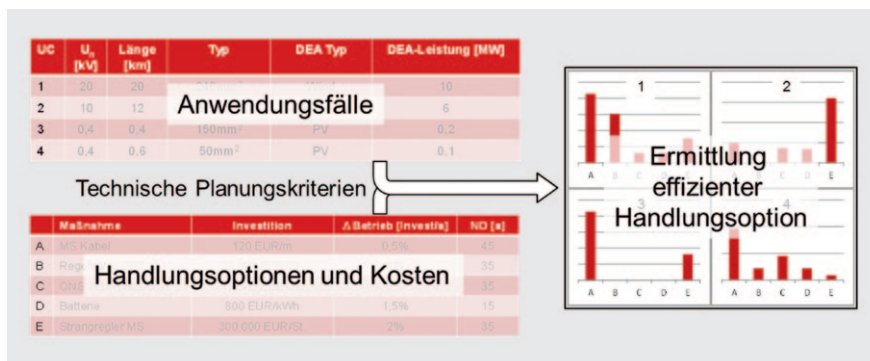 UC Un [kV] Länge [km] Typ DEA Typ DEA-Leistung [MW]
1 20 20 10
2 10 12 6
3 0,4 0,4 150mm² PV 0,2
4 0,4 0,6 50mm² PV 0,1
Anwendungsfälle
Technische Planungskriterien
Maßnahme Investition Δ Betrieb [Invest/a] ND [a]
A MS Kabel 120 EUR/m 0,5% 45
B 35
C ONS 35
D Batterie 800 EUR/kWh 1,5% 15
E Strangregler MS 300.000 EUR/St. 2% 35
Handlungsoptionen und Kosten
1 2
A B C D E A E
Ermittlung
effizienter
Handlungsoption
3 4
A B C D E A B C D E